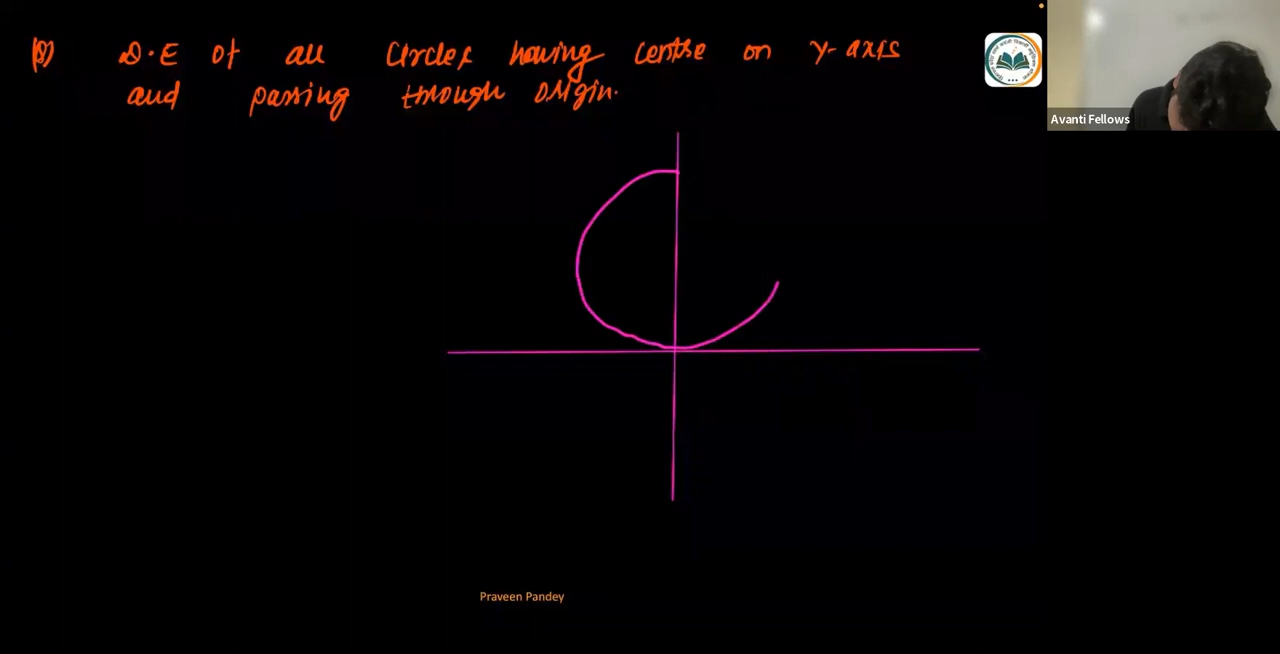 Q) D.E of all circles having centre on y-axis
and passing through origin.
Avanti Fellows
Praveen Pandey